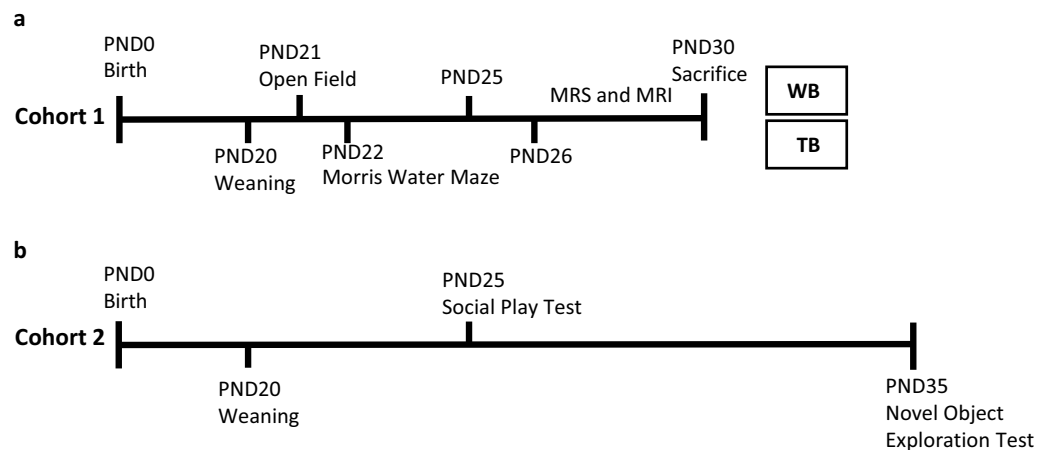 a
PND0
Birth
PND21
Open Field
PND25
PND30
Sacrifice
MRS and MRI
WB
Cohort 1
TB
PND20
Weaning
PND22
Morris Water Maze
PND26
b
PND0
Birth
PND25
Social Play Test
Cohort 2
PND20
Weaning
PND35
Novel Object
Exploration Test